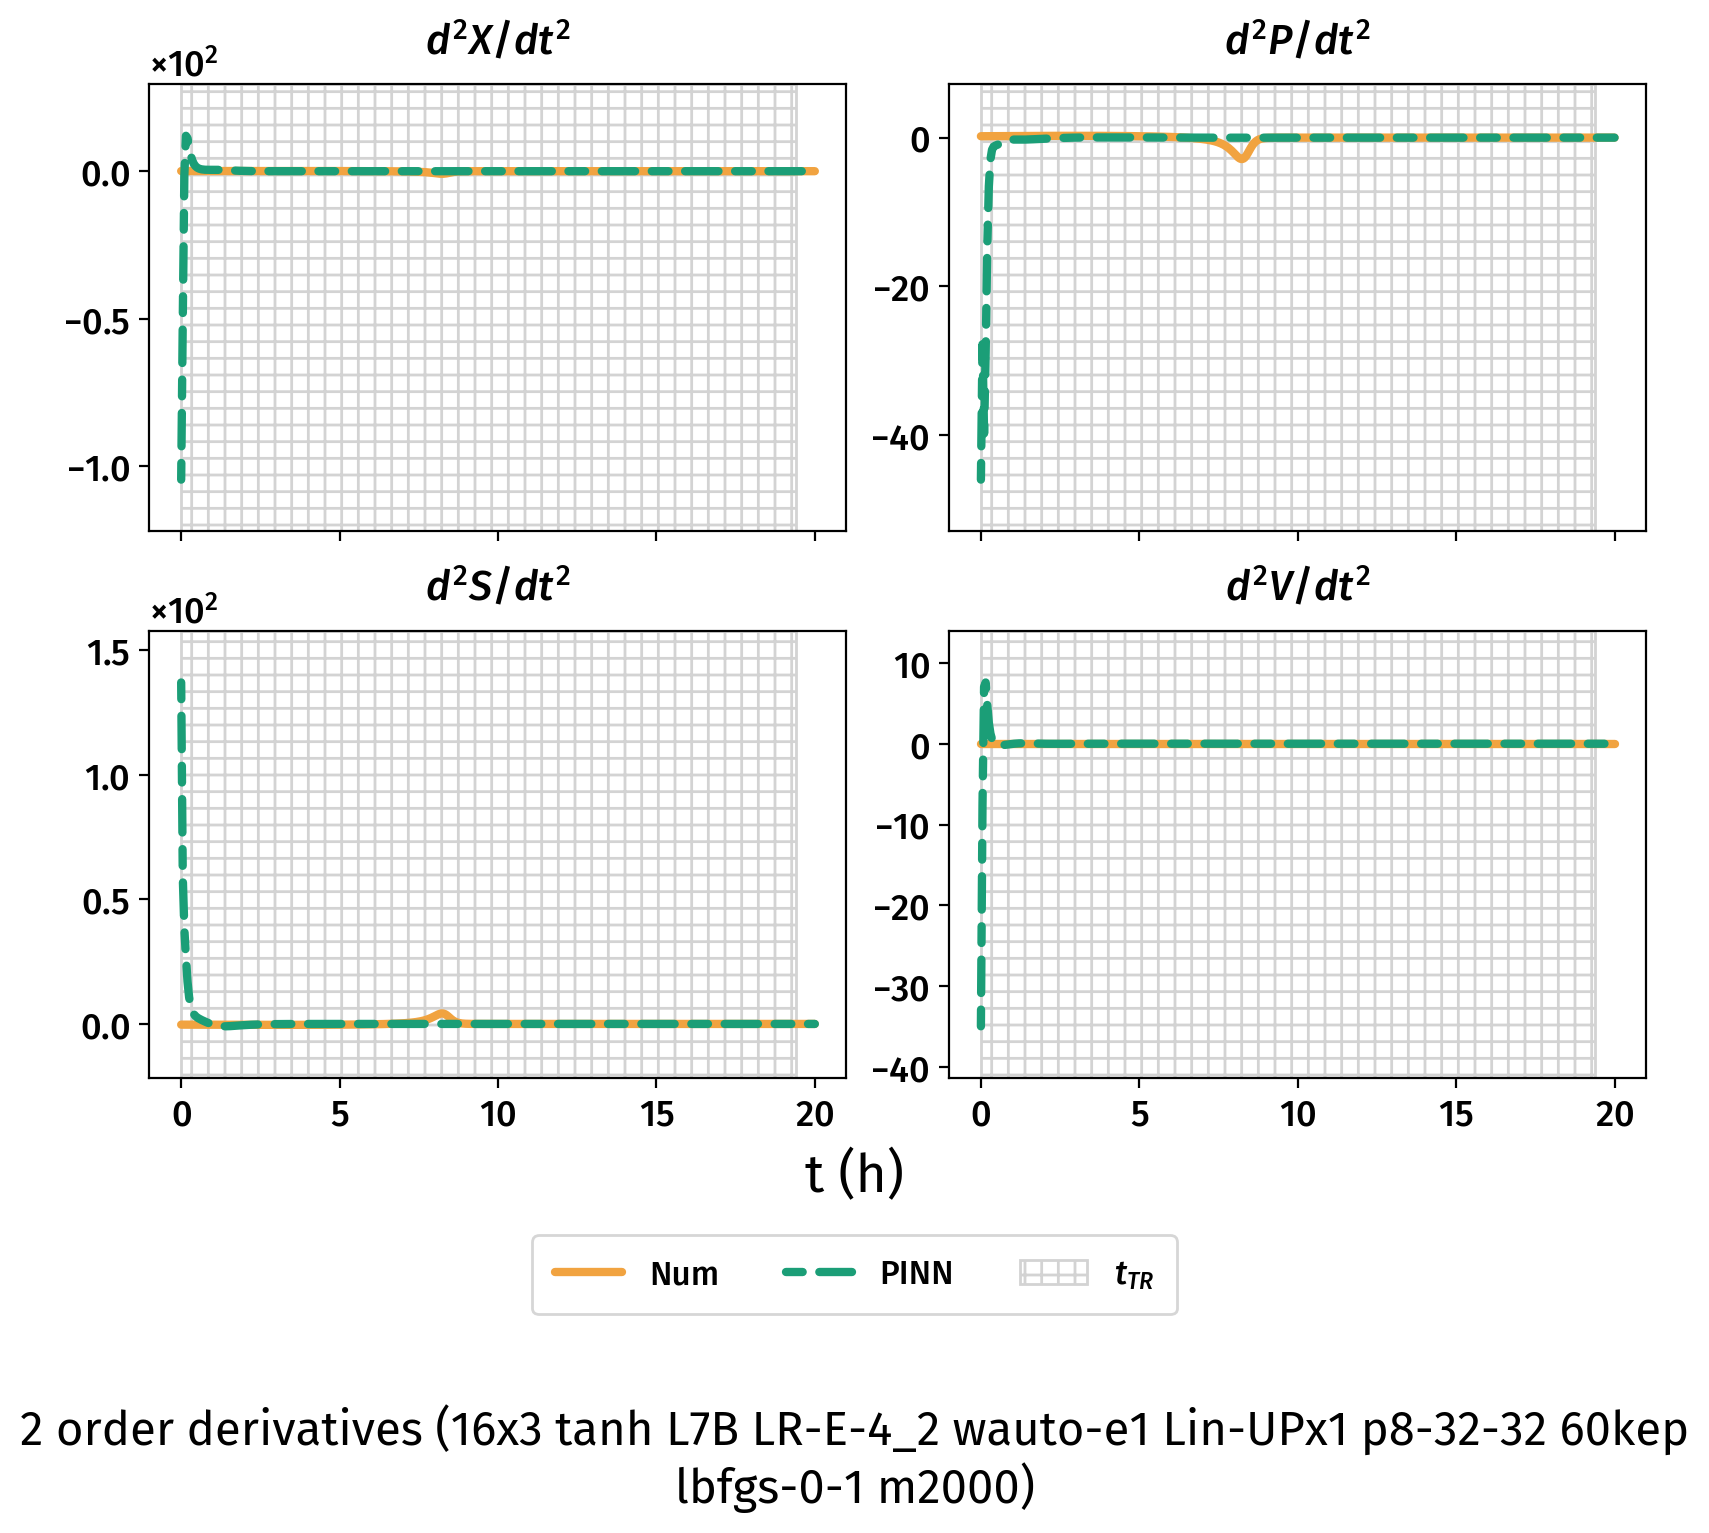 d²X/dt²
×10²
0.0
−0.5
−1.0
d²P/dt²
0
−20
−40
d²S/dt²
×10²
1.5
1.0
0.5
0.0
0 5 10 15 20
d²V/dt²
10
0
−10
−20
−30
−40
0 5 10 15 20
t (h)
Num PINN t_TR
2 order derivatives (16x3 tanh L7B LR-E-4_2 wauto-e1 Lin-UPx1 p8-32-32 60kep
lbfgs-0-1 m2000)